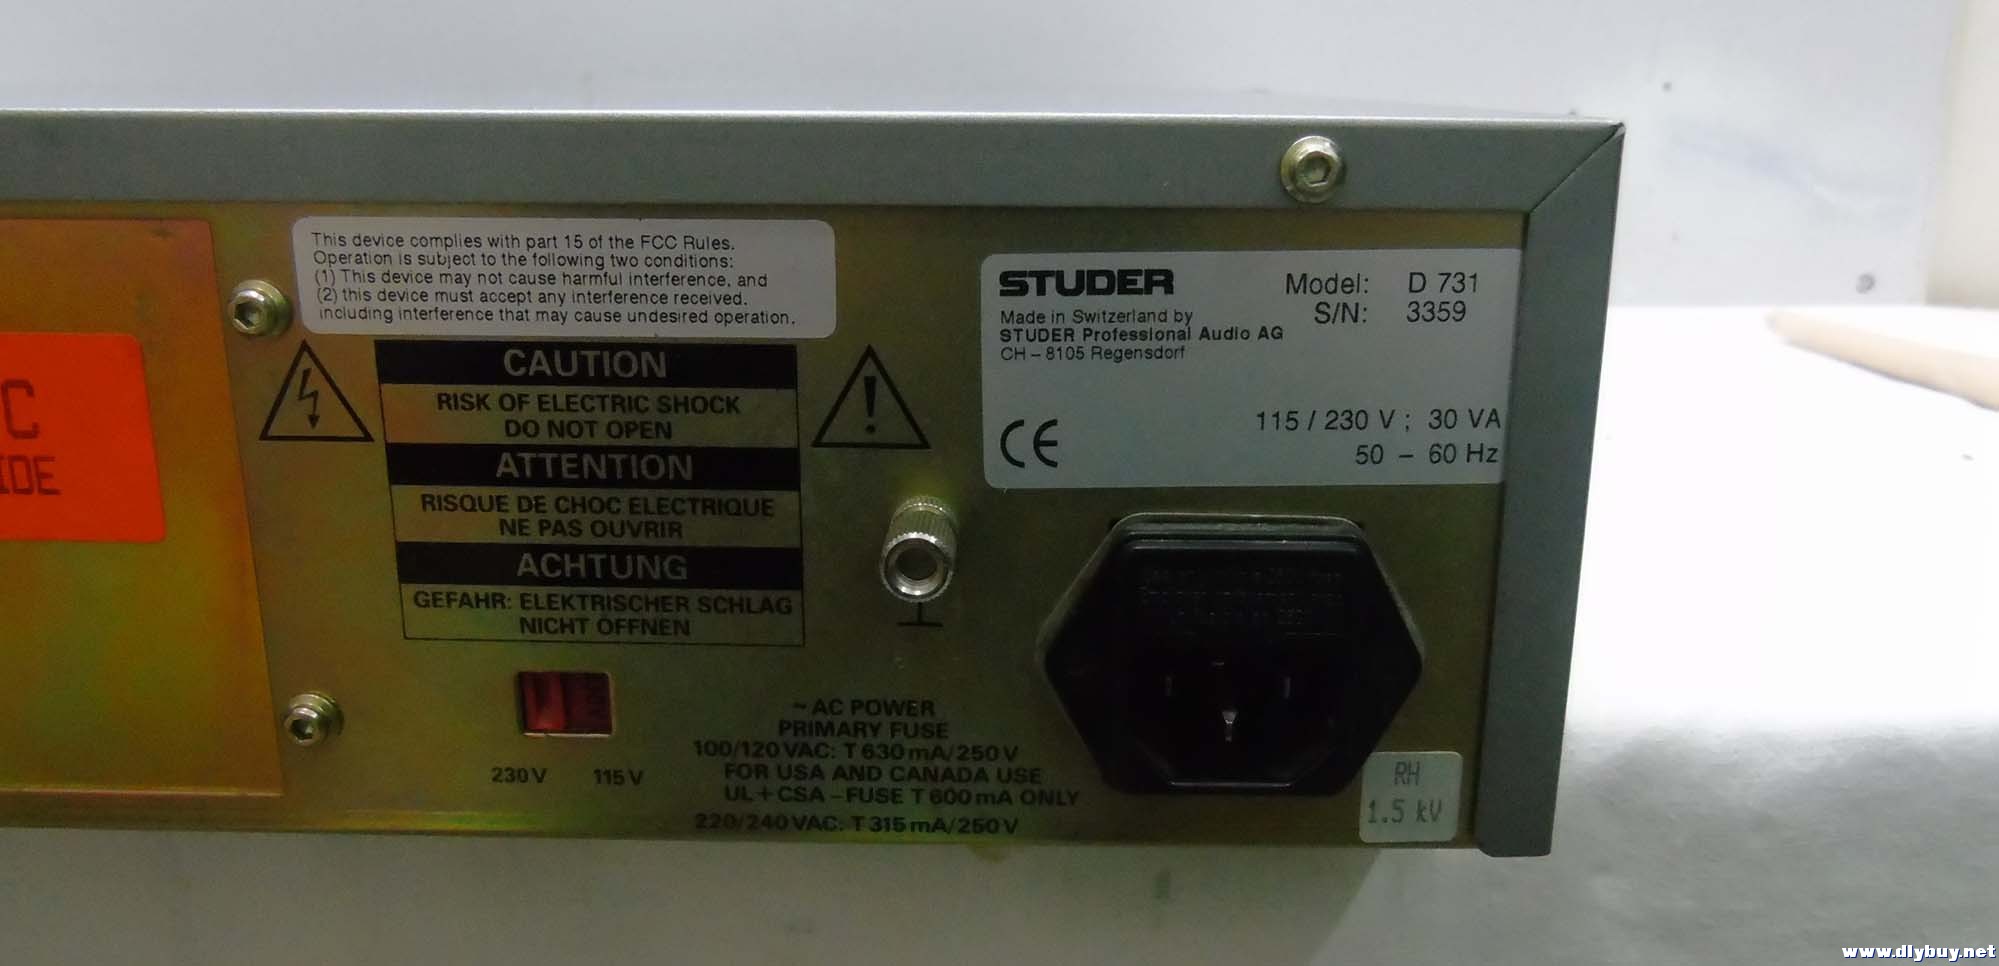 This device complies with part 15 of the FCC Rules.
Operation is subject to the following two conditions:
(1) This device may not cause harmful interference, and
(2) this device must accept any interference received,
including interference that may cause undesired operation.
C
IDE
CAUTION
RISK OF ELECTRIC SHOCK
DO NOT OPEN
ATTENTION
RISQUE DE CHOC ELECTRIQUE
NE PAS OUVRIR
ACHTUNG
GEFAHR: ELEKTRISCHER SCHLAG
NICHT ÖFFNEN
230V 115V
STUDER
Made in Switzerland by
STUDER Professional Audio AG
CH – 8105 Regensdorf
Model: D 731
S/N: 3359
CE
115 / 230 V ; 30 VA
50 – 60 Hz
~ AC POWER
PRIMARY FUSE
100/120 VAC: T 630 mA/250 V
FOR USA AND CANADA USE
UL + CSA – FUSE T 600 mA ONLY
220/240 VAC: T 315 mA/250 V
RH
1.5 kV
www.dlybuy.net